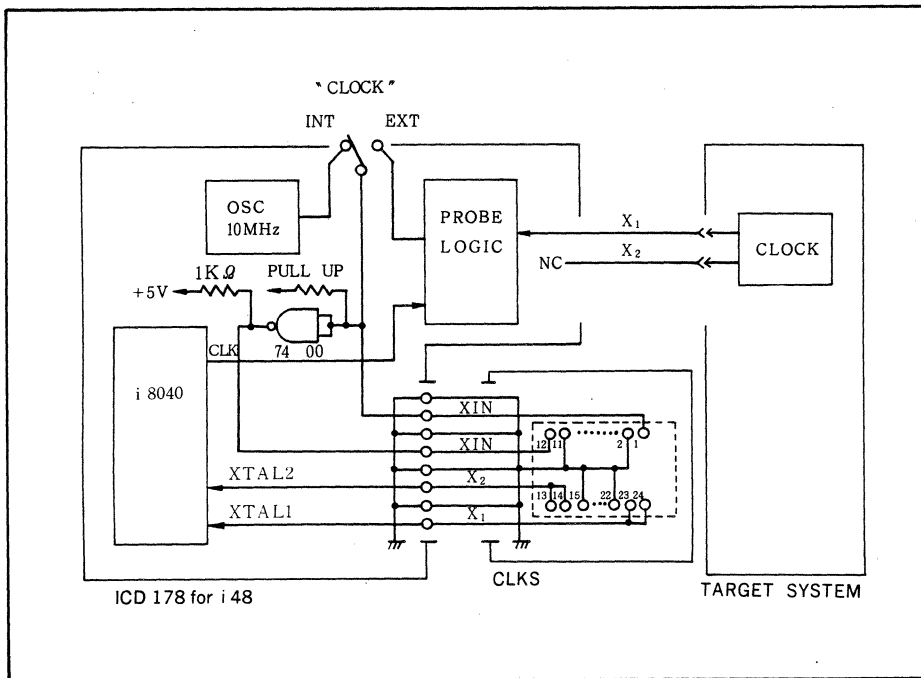 "CLOCK"
INT EXT
OSC
10MHz
PROBE
LOGIC
X1
X2
NC
CLOCK
1KΩ
PULL UP
+5V
CLK
74 00
i 8040
XIN
XIN
12 11 ········ 2 1
XTAL2
X2
13 14 15 ··· 22 23 24
XTAL1
X1
CLKS
ICD 178 for i 48
TARGET SYSTEM